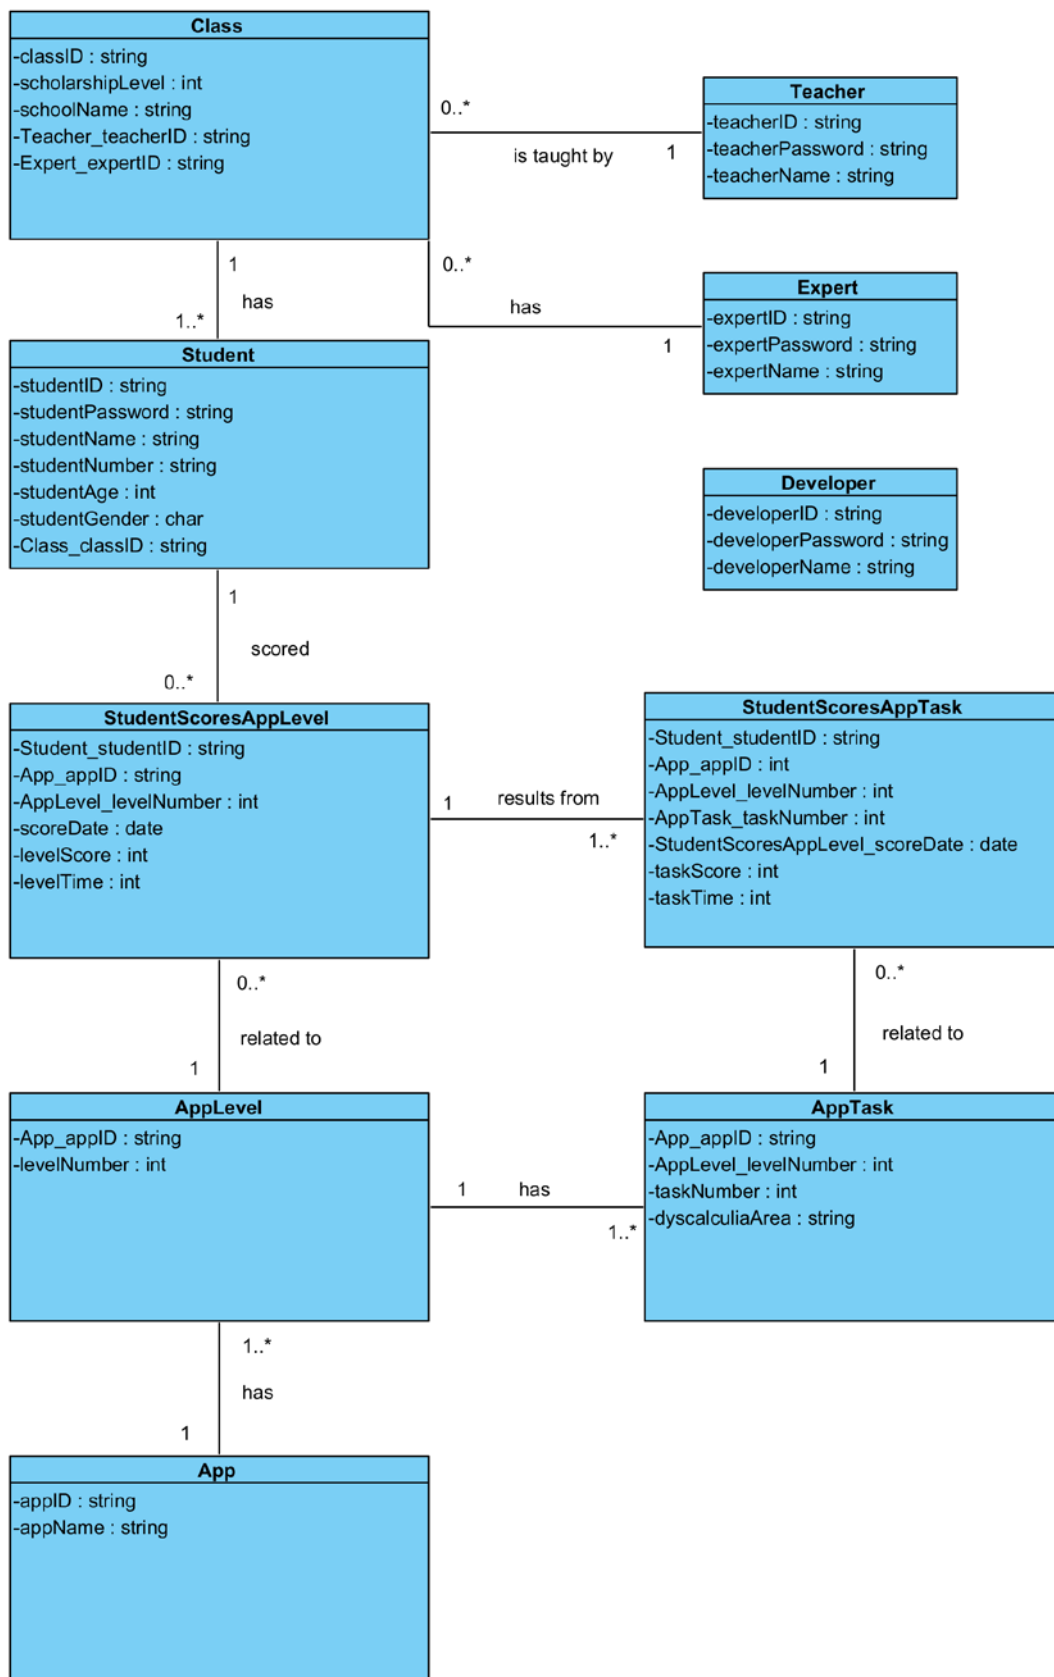 Class
-classID : string
-scholarshipLevel : int
-schoolName : string
-Teacher_teacherID : string
-Expert_expertID : string
0..*
is taught by
1
Teacher
-teacherID : string
-teacherPassword : string
-teacherName : string
1
has
1..*
0..*
has
1
Expert
-expertID : string
-expertPassword : string
-expertName : string
Student
-studentID : string
-studentPassword : string
-studentName : string
-studentNumber : string
-studentAge : int
-studentGender : char
-Class_classID : string
Developer
-developerID : string
-developerPassword : string
-developerName : string
1
scored
0..*
StudentScoresAppLevel
-Student_studentID : string
-App_appID : string
-AppLevel_levelNumber : int
-scoreDate : date
-levelScore : int
-levelTime : int
1
results from
1..*
StudentScoresAppTask
-Student_studentID : string
-App_appID : int
-AppLevel_levelNumber : int
-AppTask_taskNumber : int
-StudentScoresAppLevel_scoreDate : date
-taskScore : int
-taskTime : int
0..*
related to
1
0..*
related to
1
AppLevel
-App_appID : string
-levelNumber : int
1
has
1..*
AppTask
-App_appID : string
-AppLevel_levelNumber : int
-taskNumber : int
-dyscalculiaArea : string
1..*
has
1
App
-appID : string
-appName : string